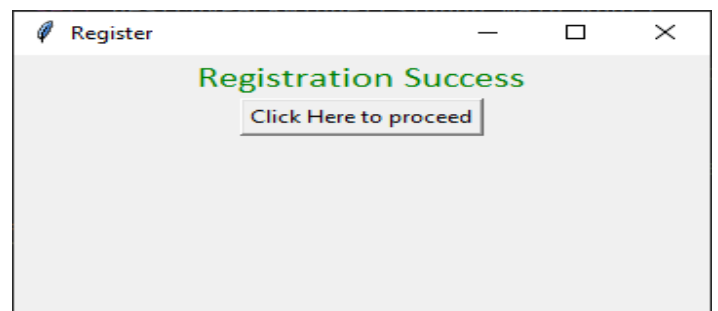 Register
Registration Success
Click Here to proceed